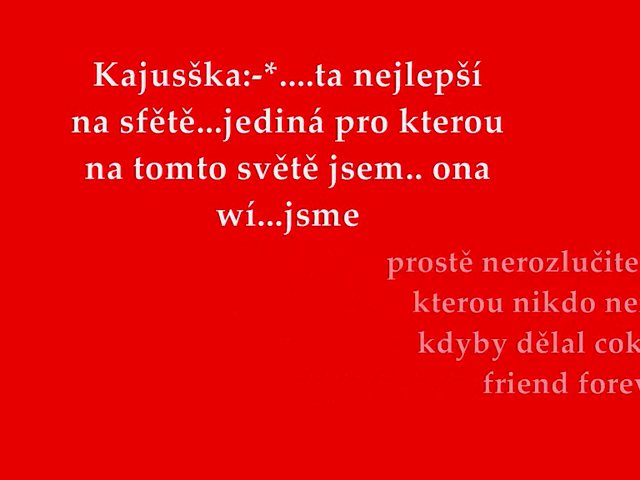 Kajusška:-*....ta nejlepší
na sfětě...jediná pro kterou
na tomto světě jsem.. ona
wí...jsme
prostě nerozlučite
kterou nikdo ne
kdyby dělal cok
friend forev